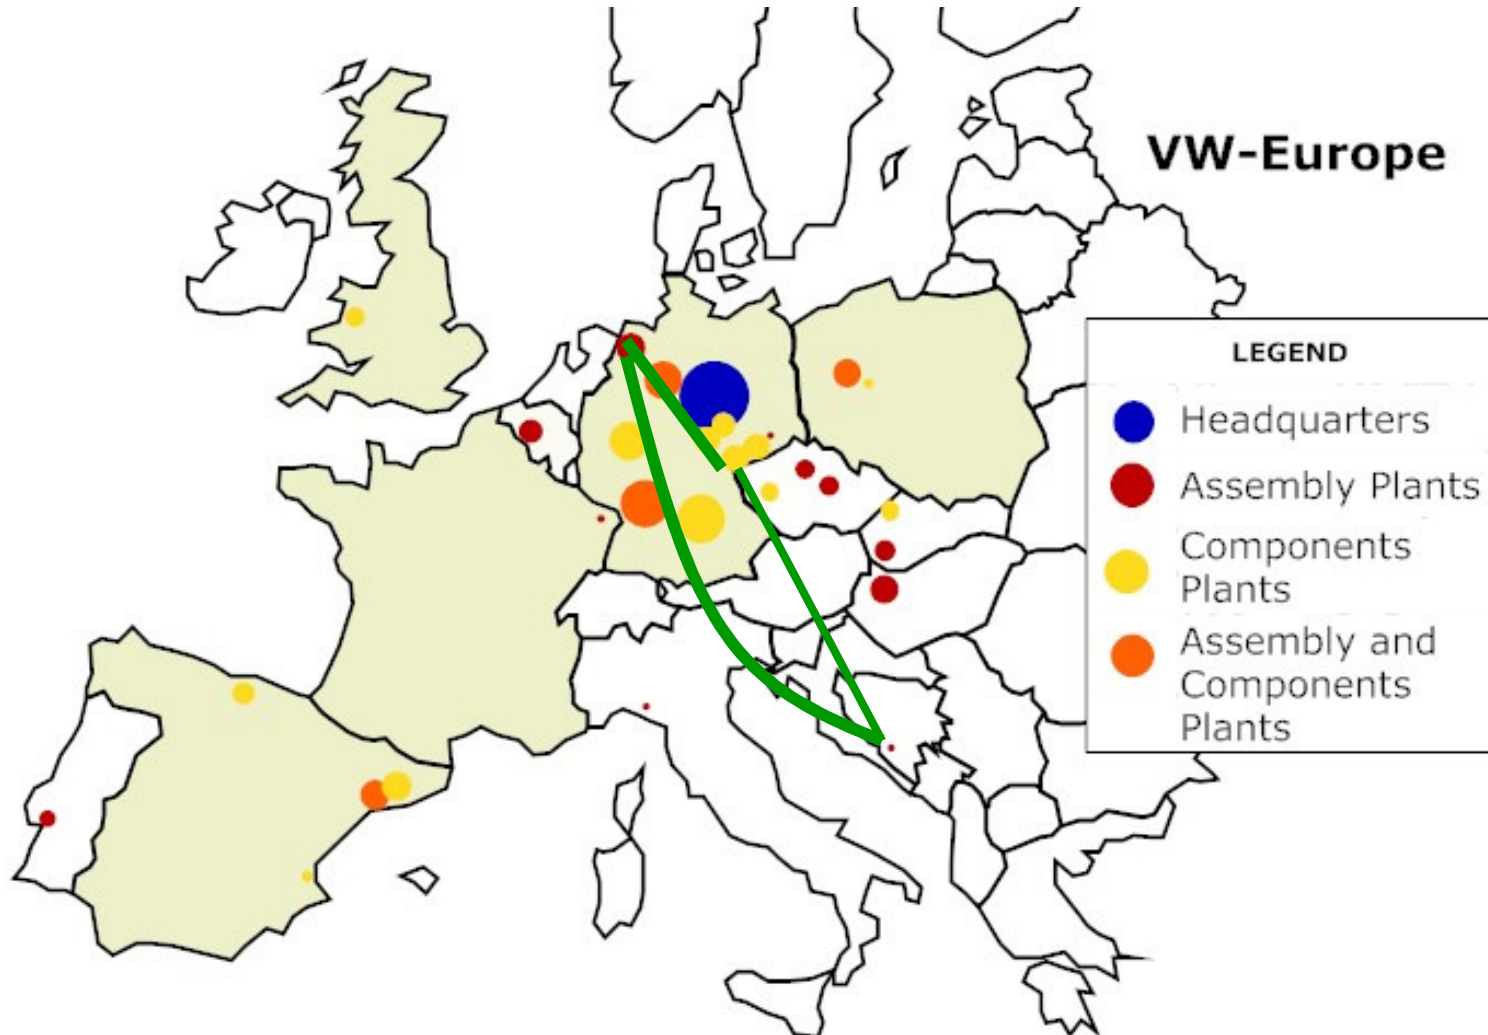 VW-Europe
LEGEND
Headquarters
Assembly Plants
Components
Plants
Assembly and
Components
Plants